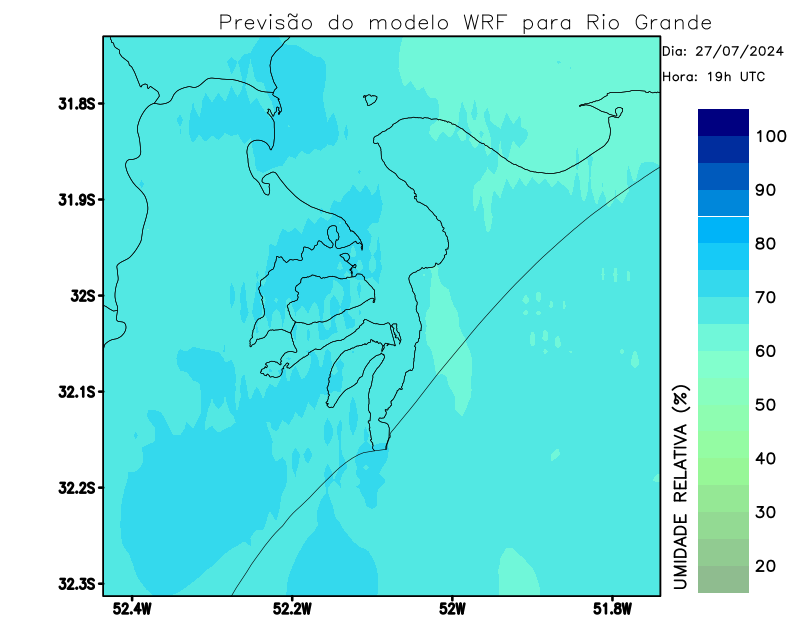 Previsão do modelo WRF para Rio Grande
Dia: 27/07/2024
Hora: 19h UTC
31.8S
31.9S
32S
32.1S
32.2S
32.3S
52.4W
52.2W
52W
51.8W
100
90
80
70
60
50
40
30
20
UMIDADE RELATIVA (%)